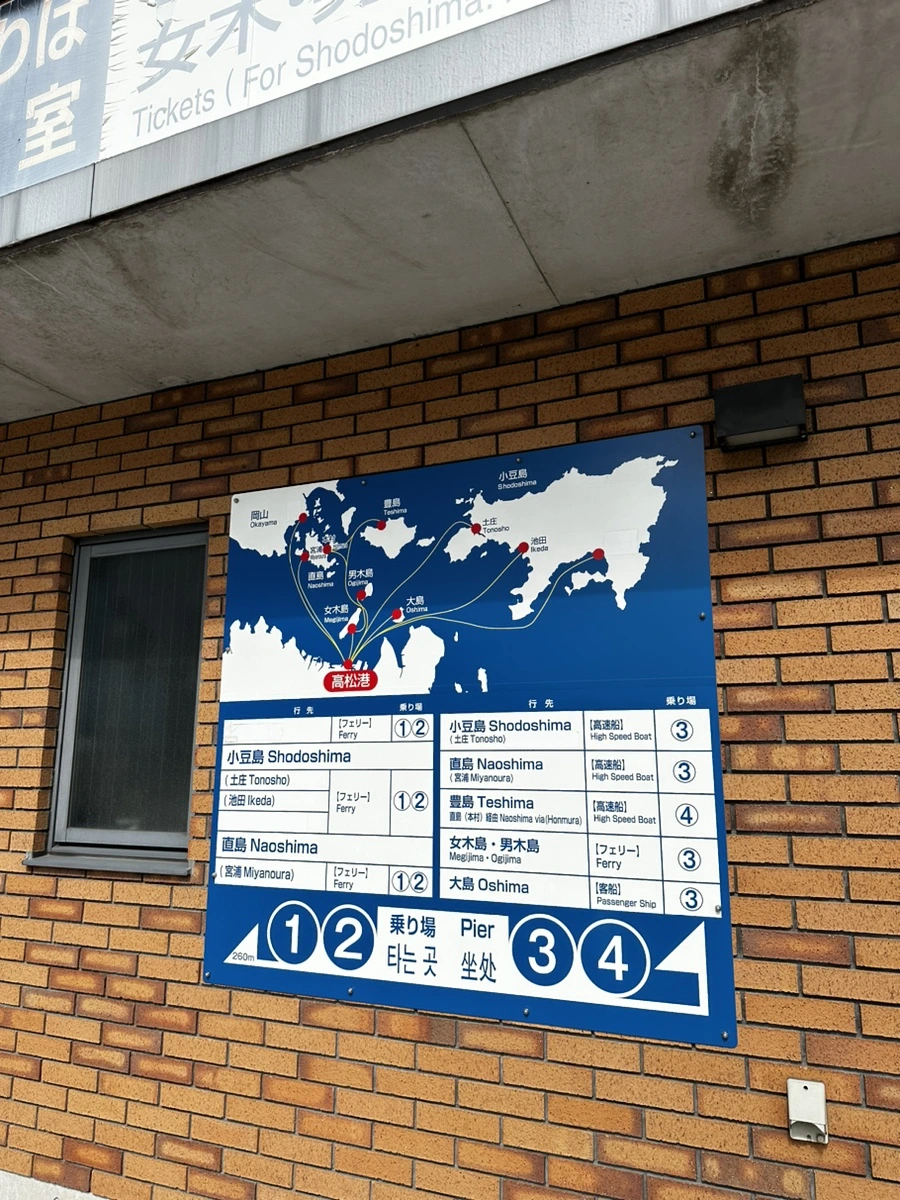 りば
室
Tickets ( For Shodoshima.
小豆島
Shodoshima
岡山
Okayama
豊島
Teshima
土庄
Tonosho
池田
Ikeda
宮浦
直島
Naoshima
男木島
Ogijima
女木島
Megijima
大島
Oshima
高松港
行先 乗り場
【フェリー】
Ferry ①②
小豆島 Shodoshima
(土庄 Tonosho)
(池田 Ikeda)
【フェリー】
Ferry ①②
直島 Naoshima
(宮浦 Miyanoura)
【フェリー】
Ferry ①②
行先 乗り場
小豆島 Shodoshima
(土庄 Tonosho)
【高速船】
High Speed Boat ③
直島 Naoshima
(宮浦 Miyanoura)
【高速船】
High Speed Boat ③
豊島 Teshima
直島(本村)経由 Naoshima via(Honmura)
【高速船】
High Speed Boat ④
女木島・男木島
Megijima・Ogijima
【フェリー】
Ferry ③
大島 Oshima
【客船】
Passenger Ship ③
260m
① ② 乗り場 Pier ③ ④
타는 곳 坐处